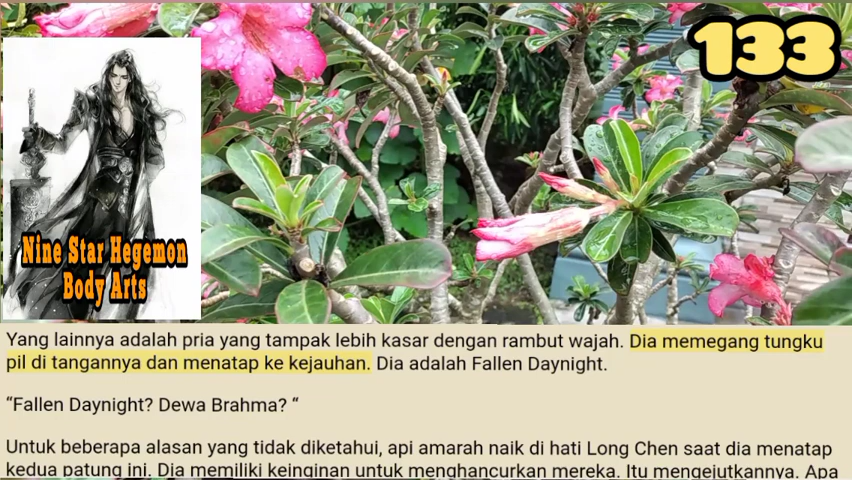 133
Nine Star Hegemon
Body Arts
Yang lainnya adalah pria yang tampak lebih kasar dengan rambut wajah. Dia memegang tungku
pil di tangannya dan menatap ke kejauhan. Dia adalah Fallen Daynight.
“Fallen Daynight? Dewa Brahma? “
Untuk beberapa alasan yang tidak diketahui, api amarah naik di hati Long Chen saat dia menatap
kedua patung ini. Dia memiliki keinginan untuk menghancurkan mereka. Itu mengejutkannya. Apa